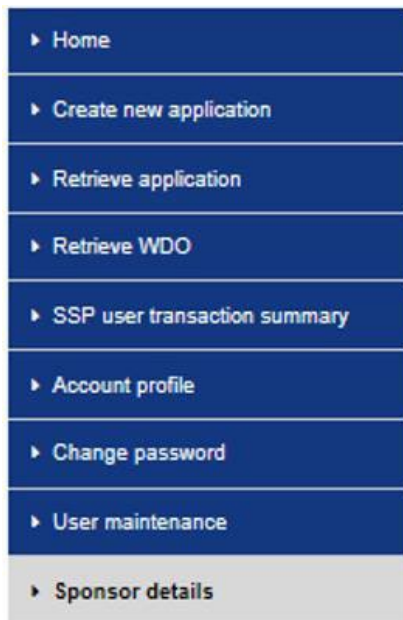 Home
Create new application
Retrieve application
Retrieve WDO
SSP user transaction summary
Account profile
Change password
User maintenance
Sponsor details